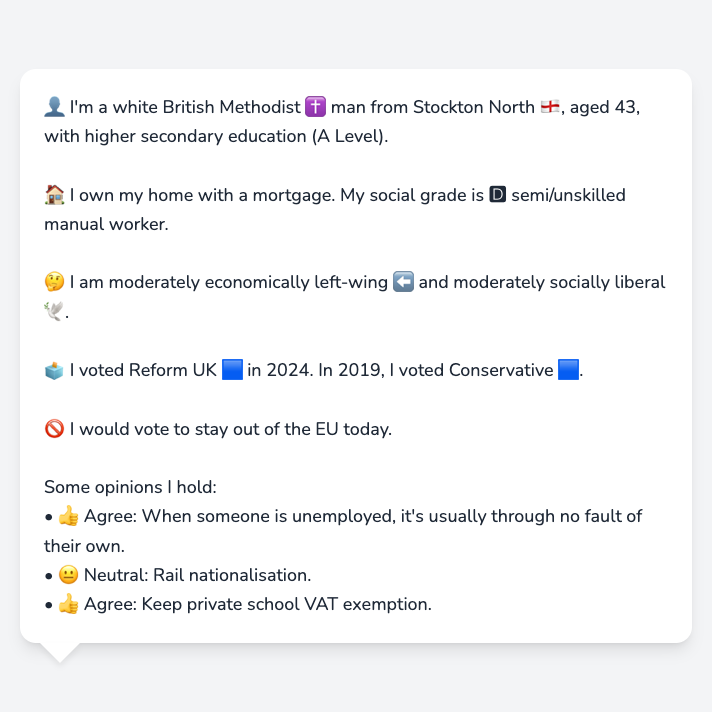 👤 I'm a white British Methodist ✝️ man from Stockton North 🏴󠁧󠁢󠁥󠁮󠁧󠁿, aged 43,
with higher secondary education (A Level).
🏠 I own my home with a mortgage. My social grade is 🅳 semi/unskilled
manual worker.
🤔 I am moderately economically left-wing ⬅️ and moderately socially liberal
🕊️.
🗳️ I voted Reform UK 🟦 in 2024. In 2019, I voted Conservative 🟦.
🚫 I would vote to stay out of the EU today.
Some opinions I hold:
• 👍 Agree: When someone is unemployed, it's usually through no fault of
their own.
• 😐 Neutral: Rail nationalisation.
• 👍 Agree: Keep private school VAT exemption.